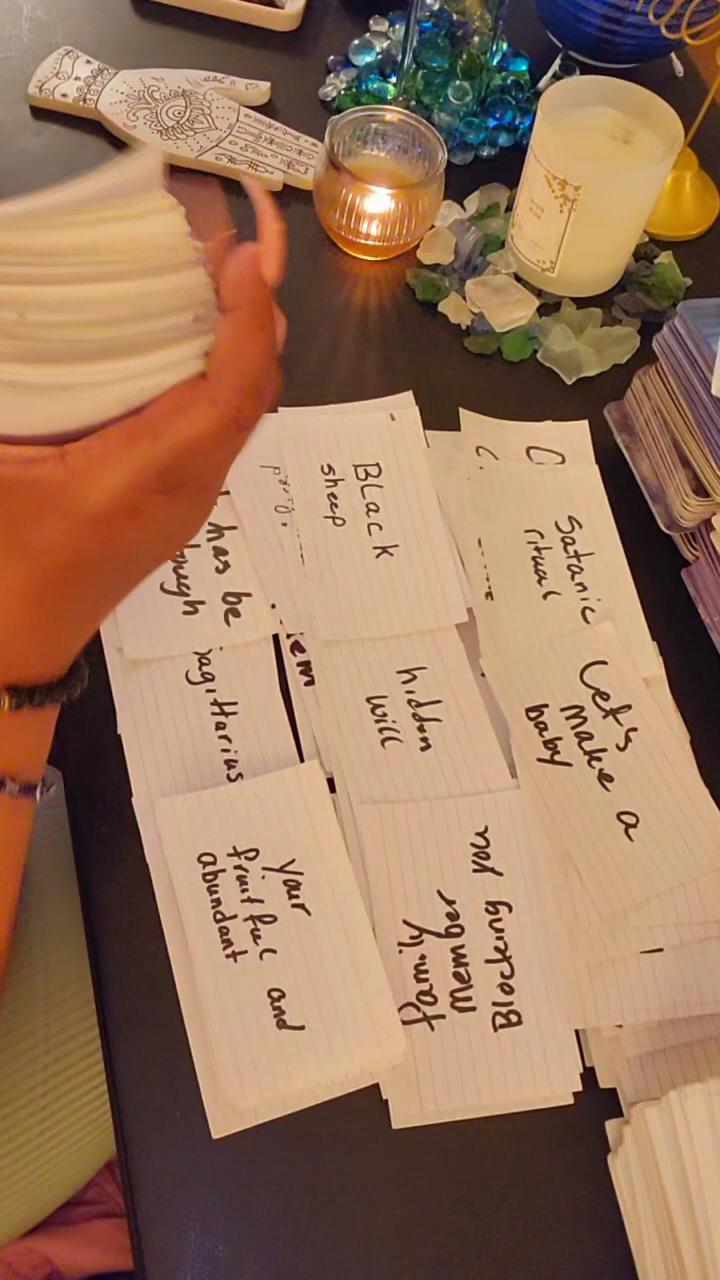 Black
sheep
Satanic
ritual
has be
Sagittarius
hidden
will
Let's
make a
baby
your
fruitful and
abundant
Blocking you
Family
Member